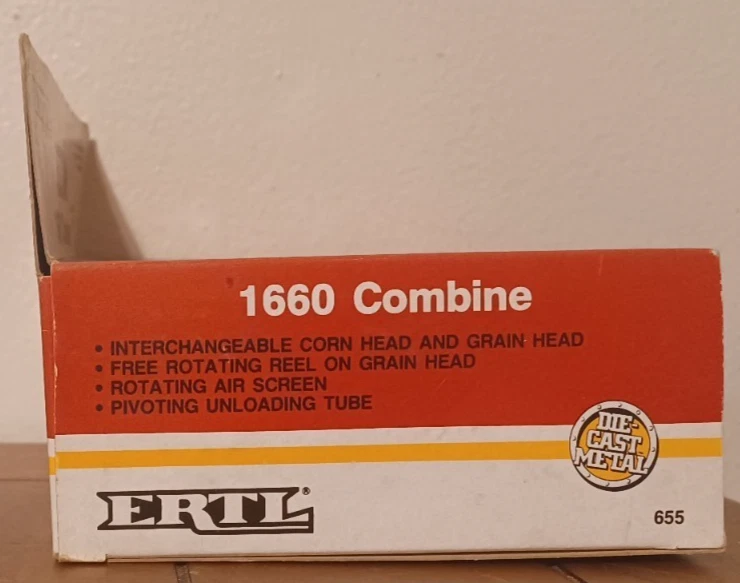 1660 Combine
• INTERCHANGEABLE CORN HEAD AND GRAIN HEAD
• FREE ROTATING REEL ON GRAIN HEAD
• ROTATING AIR SCREEN
• PIVOTING UNLOADING TUBE
DIE-
CAST
METAL
ERTL®
655